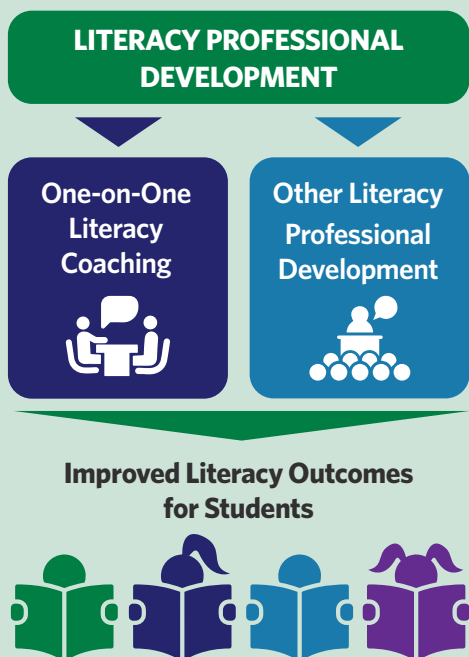 LITERACY PROFESSIONAL
DEVELOPMENT
One-on-One
Literacy
Coaching
Other Literacy
Professional
Development
Improved Literacy Outcomes
for Students